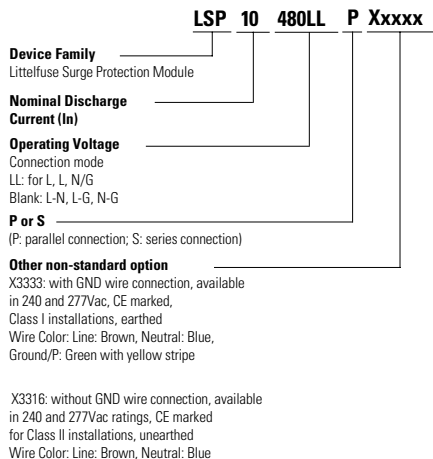 LSP 10 480LL P Xxxxx
Device Family
Littelfuse Surge Protection Module
Nominal Discharge
Current (In)
Operating Voltage
Connection mode
LL: for L, L, N/G
Blank: L-N, L-G, N-G
P or S
(P: parallel connection; S: series connection)
Other non-standard option
X3333: with GND wire connection, available
in 240 and 277Vac, CE marked,
Class I installations, earthed
Wire Color: Line: Brown, Neutral: Blue,
Ground/P: Green with yellow stripe
X3316: without GND wire connection, available
in 240 and 277Vac ratings, CE marked
for Class II installations, unearthed
Wire Color: Line: Brown, Neutral: Blue